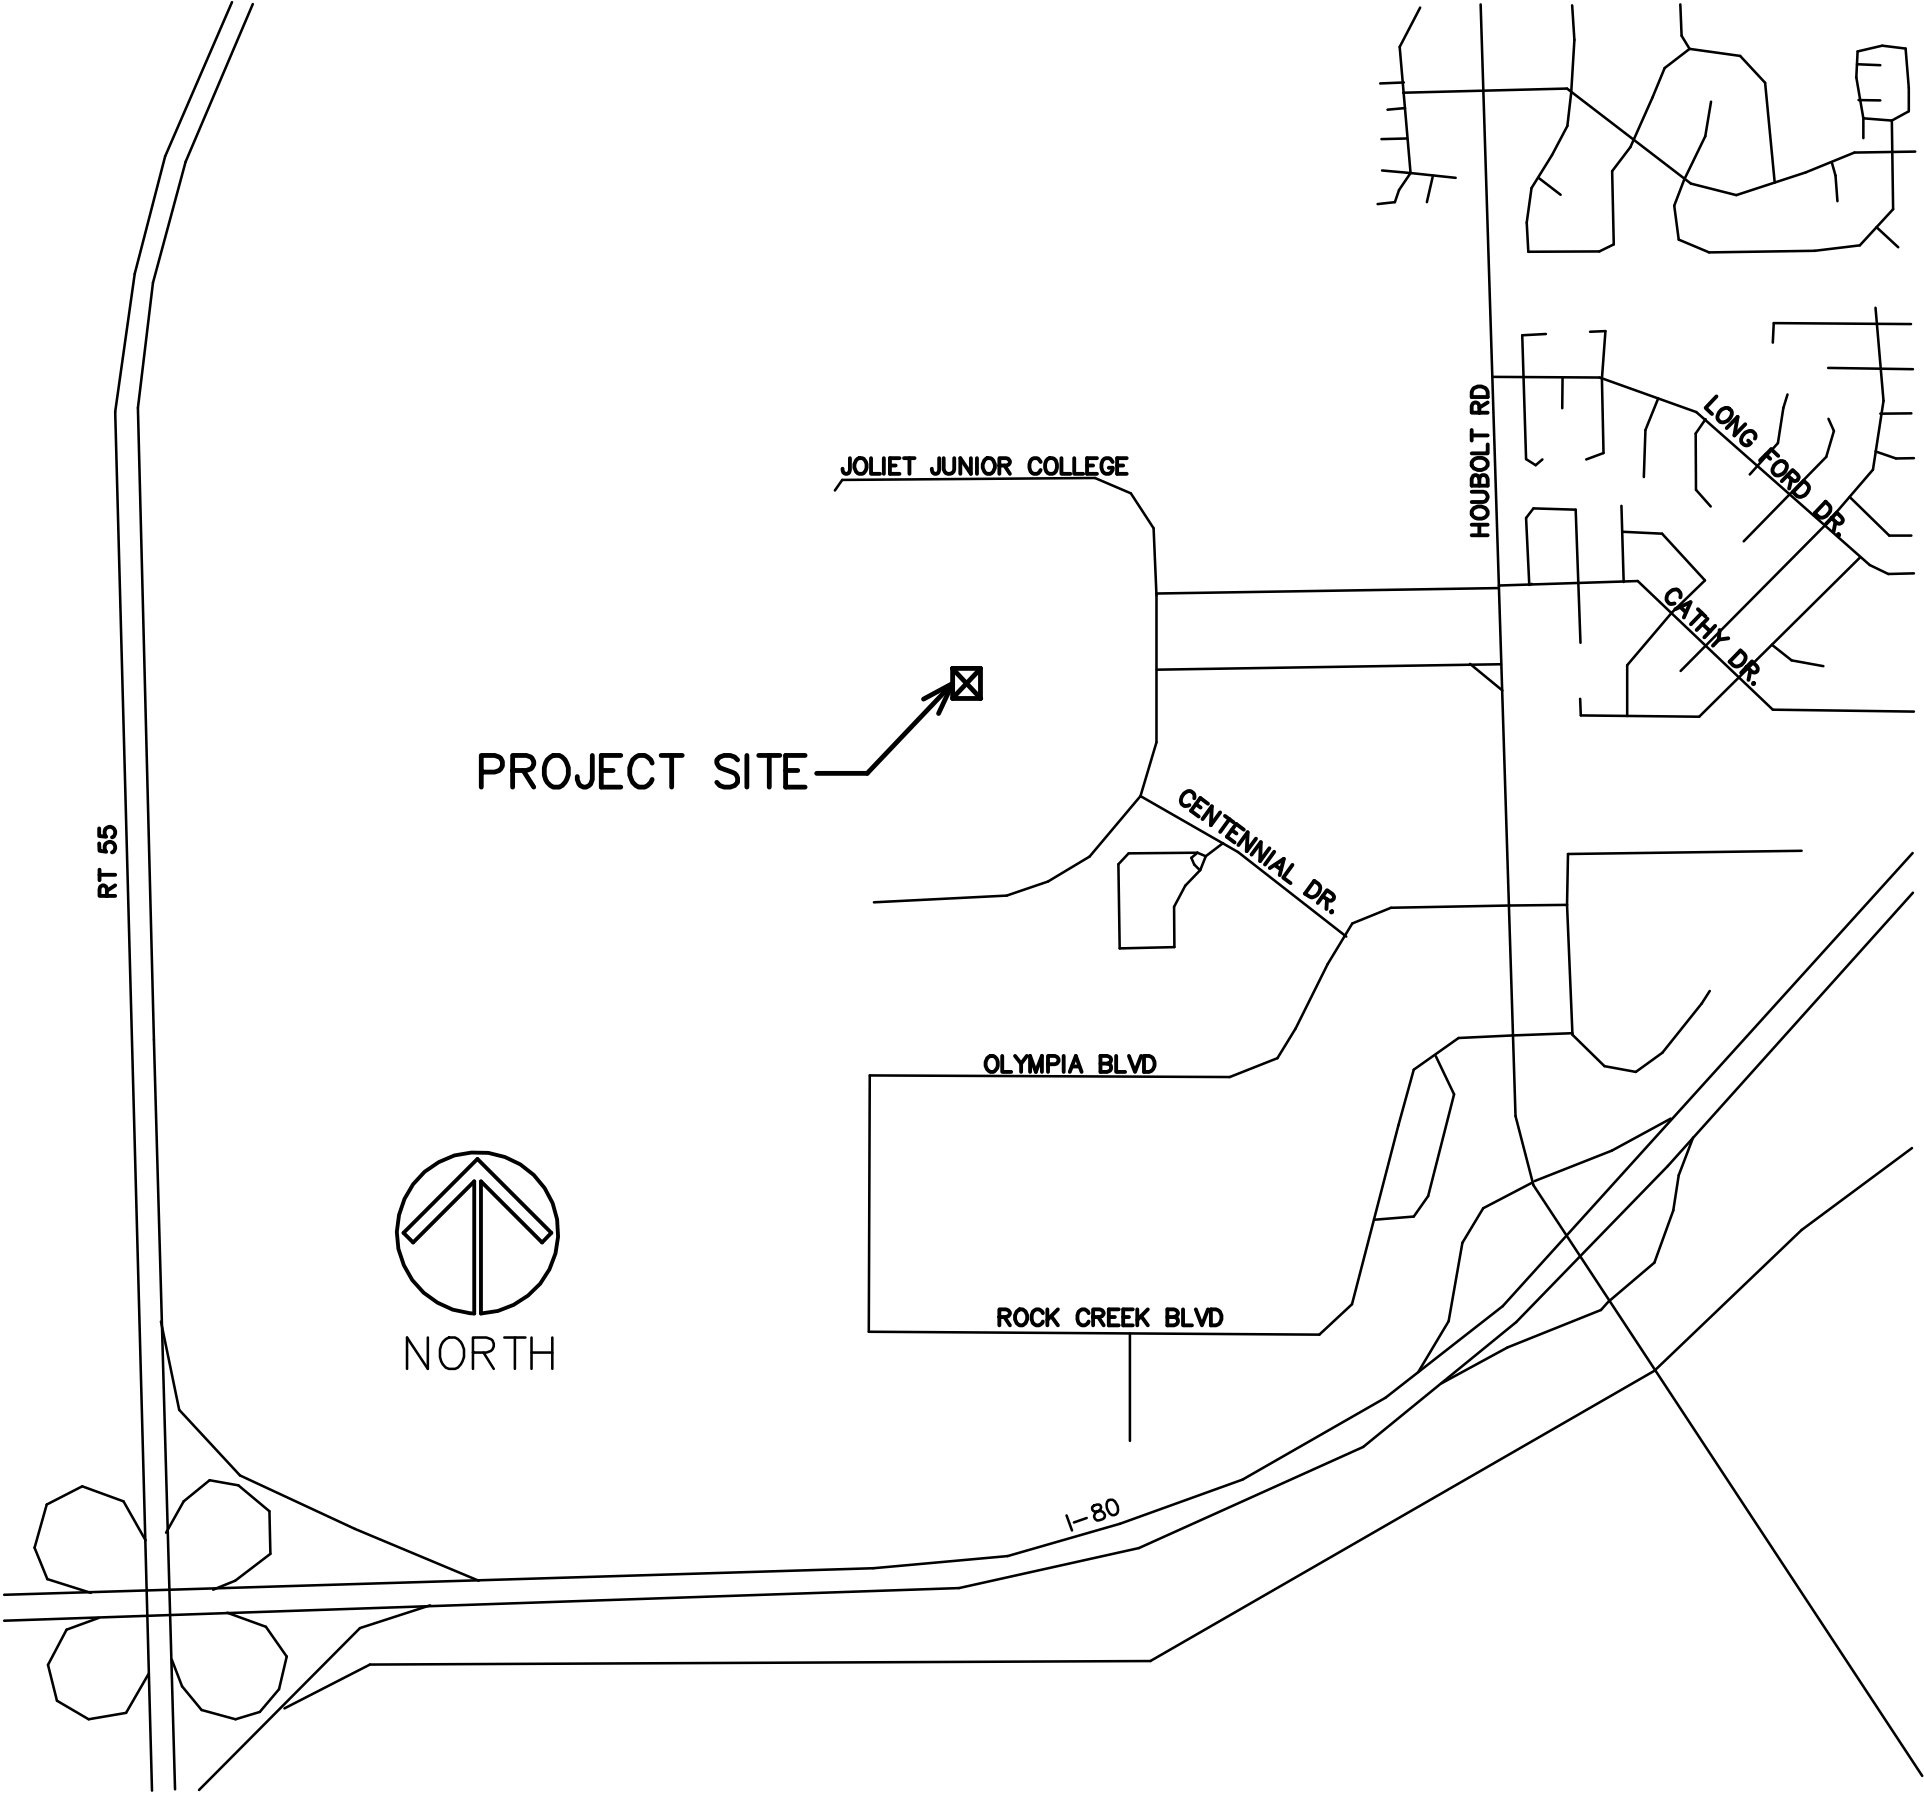 JOLIET JUNIOR COLLEGE
HOUBOLT RD
LONG FORD DR.
CATHY DR.
PROJECT SITE
CENTENNIAL DR.
RT 55
OLYMPIA BLVD
ROCK CREEK BLVD
NORTH
I-80